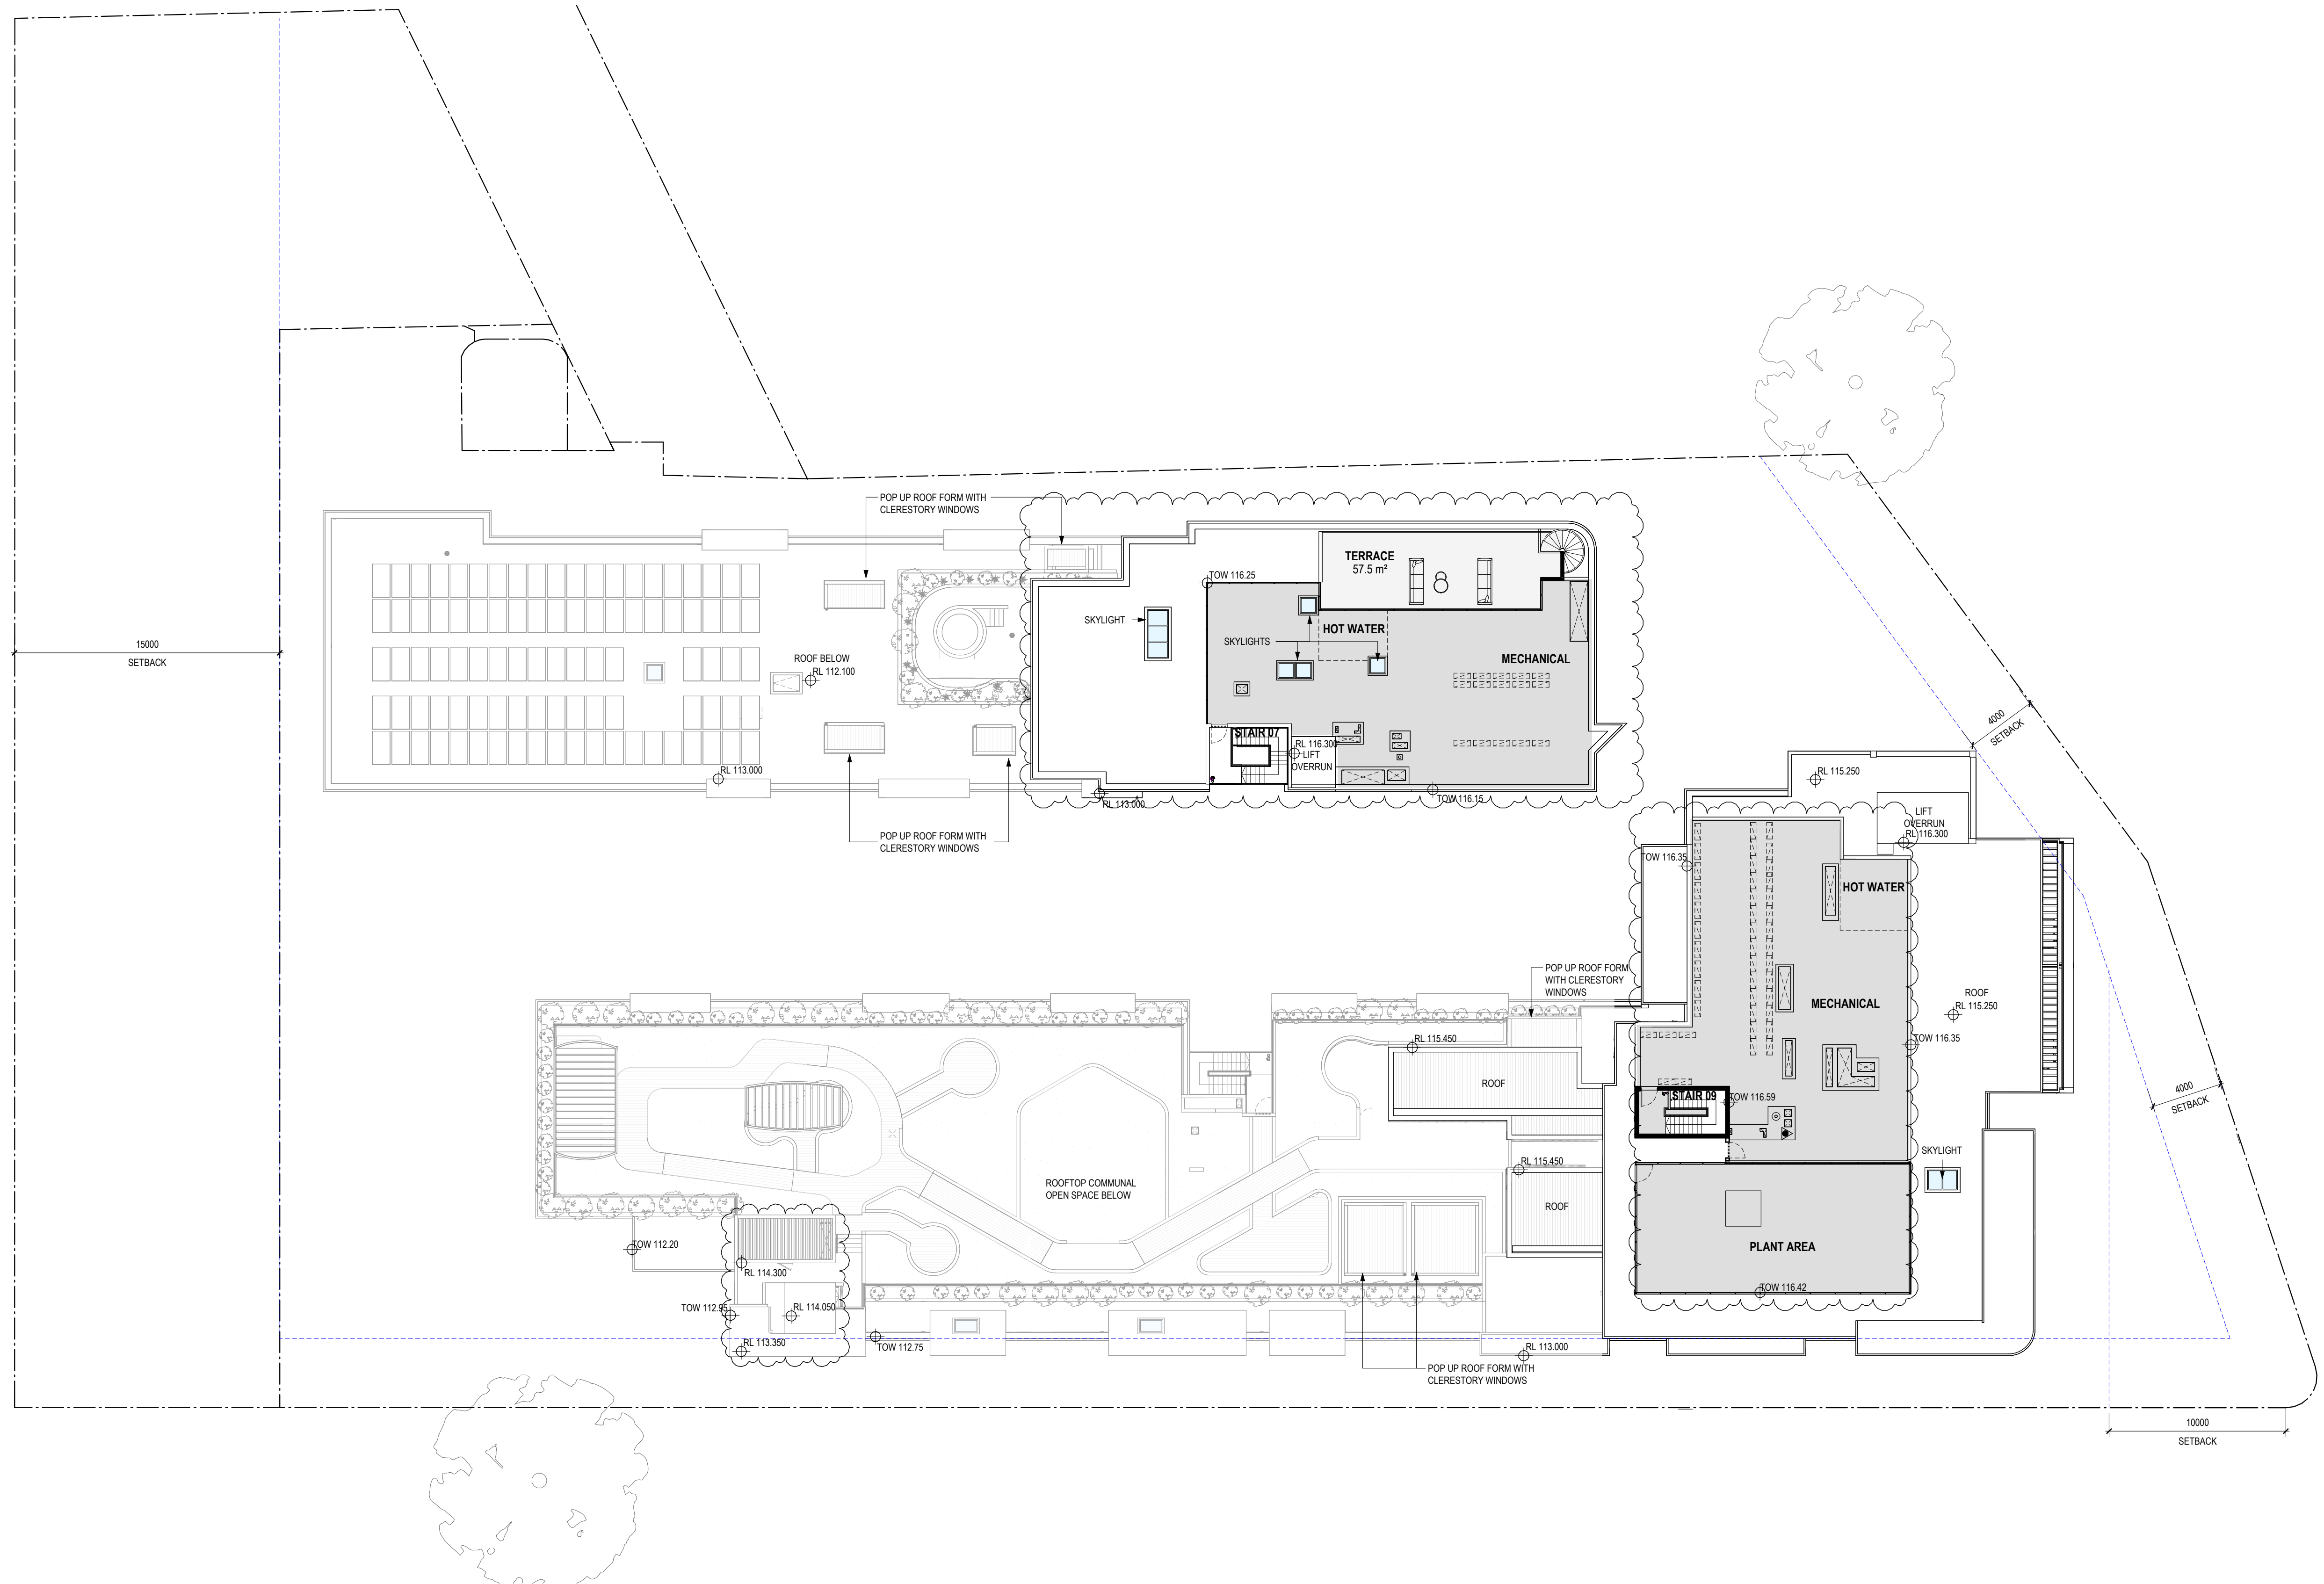 POP UP ROOF FORM WITH
CLERESTORY WINDOWS
TERRACE
57.5 m²
TOW 116.25
SKYLIGHT
HOT WATER
SKYLIGHTS
MECHANICAL
15000
SETBACK
ROOF BELOW
RL 112.100
4000
SETBACK
STAIR 07
RL 116.300
LIFT
OVERRUN
RL 113.000
RL 113.000
TOW 116.15
RL 115.250
POP UP ROOF FORM WITH
CLERESTORY WINDOWS
LIFT
OVERRUN
RL 116.300
TOW 116.35
HOT WATER
POP UP ROOF FORM
WITH CLERESTORY
WINDOWS
MECHANICAL
ROOF
RL 115.250
RL 115.450
TOW 116.35
ROOF
4000
SETBACK
STAIR 09
TOW 116.59
SKYLIGHT
RL 115.450
ROOFTOP COMMUNAL
OPEN SPACE BELOW
ROOF
PLANT AREA
TOW 112.20
RL 114.300
TOW 116.42
TOW 112.95
RL 114.050
RL 113.350
TOW 112.75
RL 113.000
POP UP ROOF FORM WITH
CLERESTORY WINDOWS
10000
SETBACK